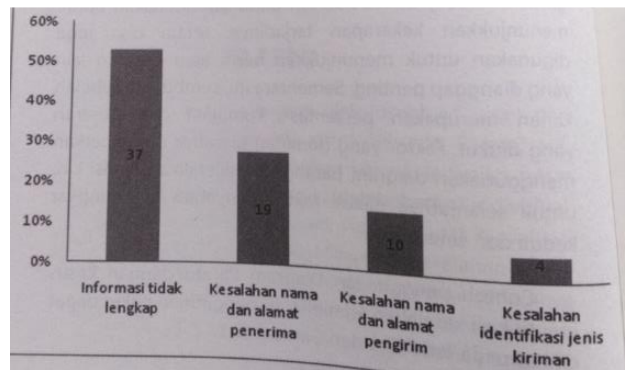 60%
50%
40%
30%
20%
10%
0%
37
19
10
4
Informasi tidak
lengkap
Kesalahan nama
dan alamat
penerima
Kesalahan nama
dan alamat
pengirim
Kesalahan
identifikasi jenis
kiriman